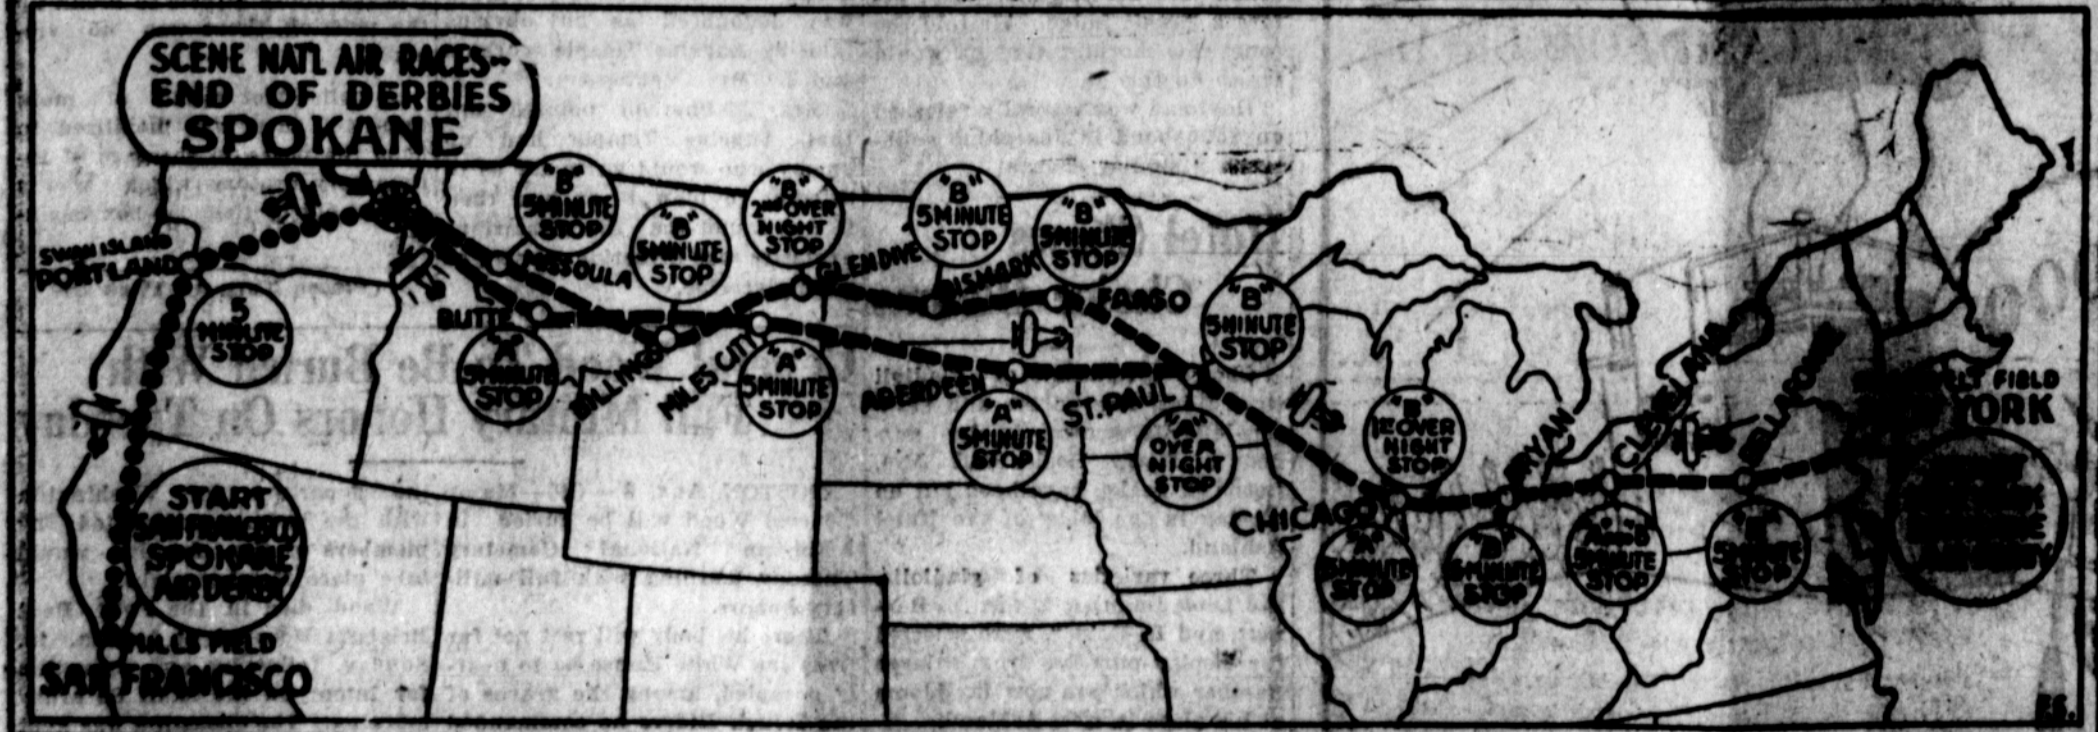 SCENE NAT'L AIR RACES--
END OF DERBIES
SPOKANE
SWAN ISLAND
PORTLAND
5
MINUTE
STOP
START
SAN FRANCISCO
SPOKANE
AIR DERBY
MILLS FIELD
SAN FRANCISCO
"B"
5 MINUTE
STOP
MISSOULA
BUTTE
"A"
5 MINUTE
STOP
"B"
5 MINUTE
STOP
BILLINGS
"B"
2ND OVER
NIGHT
STOP
GLENDIVE
MILES CITY
"A"
5 MINUTE
STOP
"B"
5 MINUTE
STOP
BISMARK
"B"
5 MINUTE
STOP
FARGO
ABERDEEN
"A"
5 MINUTE
STOP
ST. PAUL
"B"
5 MINUTE
STOP
"A"
OVER
NIGHT
STOP
"B"
1ST OVER
NIGHT
STOP
CHICAGO
"A"
5 MINUTE
STOP
BRYAN
"B"
5 MINUTE
STOP
CLEVELAND
5 MINUTE
STOP
BELLAFONTE
"B"
5 MINUTE
STOP
FIELD
YORK
AIR DERBY